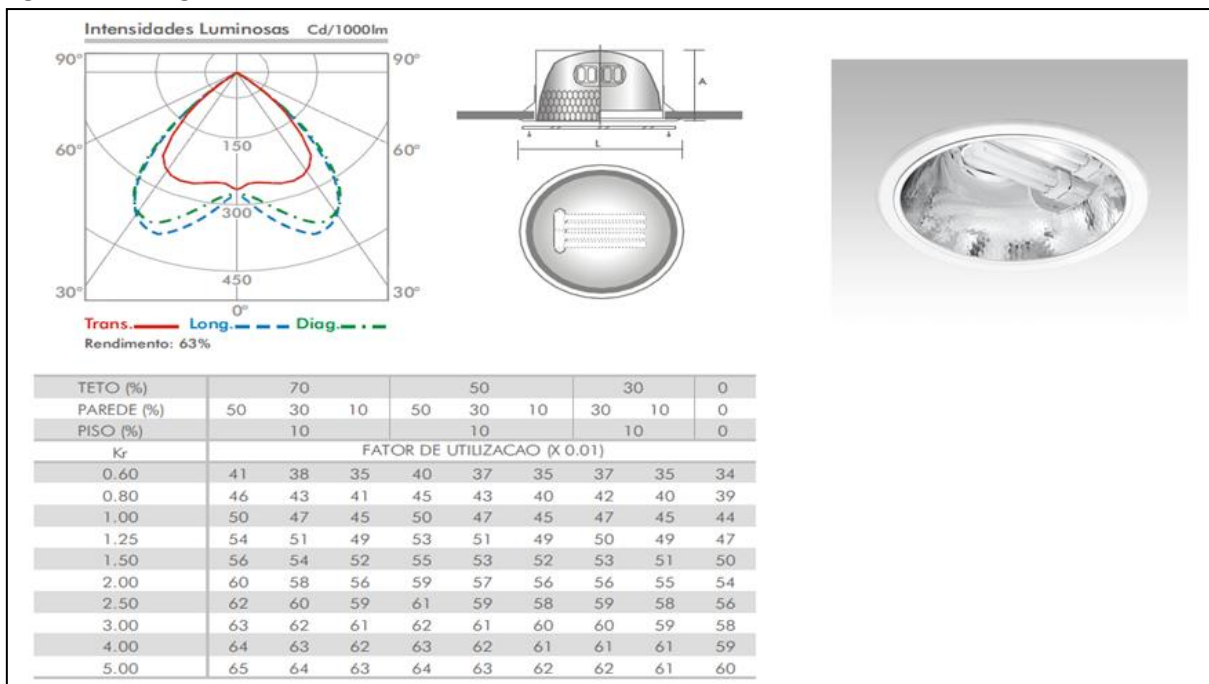 Intensidades Luminosas Cd/1000lm
90° 90°
150
60° 60°
300
450
30° 30°
0°
Trans. Long. Diag.
Rendimento: 63%
A
L
TETO (%) 70 50 30 0
PAREDE (%) 50 30 10 50 30 10 30 10 0
PISO (%) 10 10 10 0
Kr FATOR DE UTILIZACAO (X 0.01)
0.60 41 38 35 40 37 35 37 35 34
0.80 46 43 41 45 43 40 42 40 39
1.00 50 47 45 50 47 45 47 45 44
1.25 54 51 49 53 51 49 50 49 47
1.50 56 54 52 55 53 52 53 51 50
2.00 60 58 56 59 57 56 56 55 54
2.50 62 60 59 61 59 58 59 58 56
3.00 63 62 61 62 61 60 60 59 58
4.00 64 63 62 63 62 61 61 61 59
5.00 65 64 63 64 63 62 62 61 60